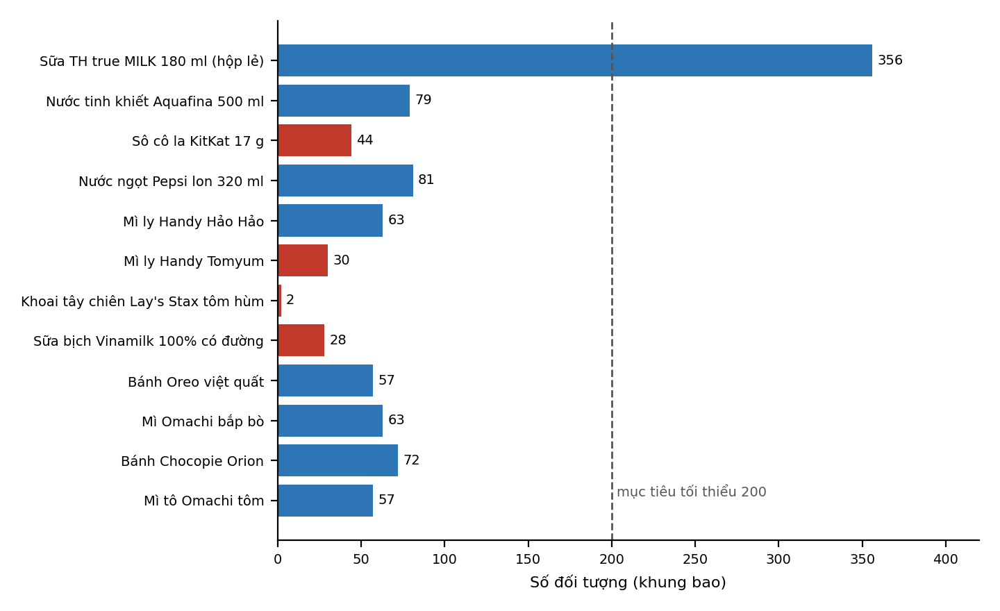 Sữa TH true MILK 180 ml (hộp lẻ) 356
Nước tinh khiết Aquafina 500 ml 79
Sô cô la KitKat 17 g 44
Nước ngọt Pepsi lon 320 ml 81
Mì ly Handy Hảo Hảo 63
Mì ly Handy Tomyum 30
Khoai tây chiên Lay's Stax tôm hùm 2
Sữa bịch Vinamilk 100% có đường 28
Bánh Oreo việt quất 57
Mì Omachi bắp bò 63
Bánh Chocopie Orion 72
mục tiêu tối thiểu 200
Mì tô Omachi tôm 57
0 50 100 150 200 250 300 350 400
Số đối tượng (khung bao)